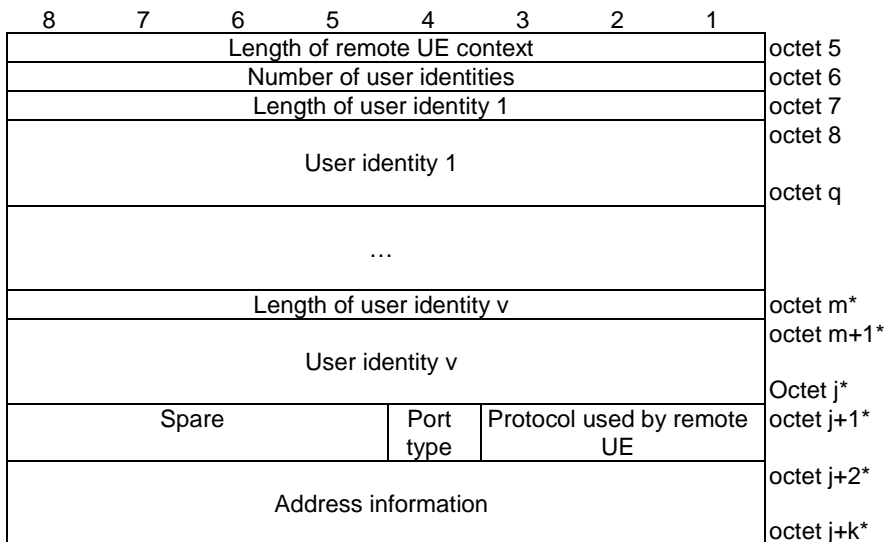 8 7 6 5 4 3 2 1
Length of remote UE context octet 5
Number of user identities octet 6
Length of user identity 1 octet 7
octet 8
User identity 1
octet q
…
Length of user identity v octet m*
octet m+1*
User identity v
Octet j*
Spare Port Protocol used by remote octet j+1*
type UE
octet j+2*
Address information
octet j+k*